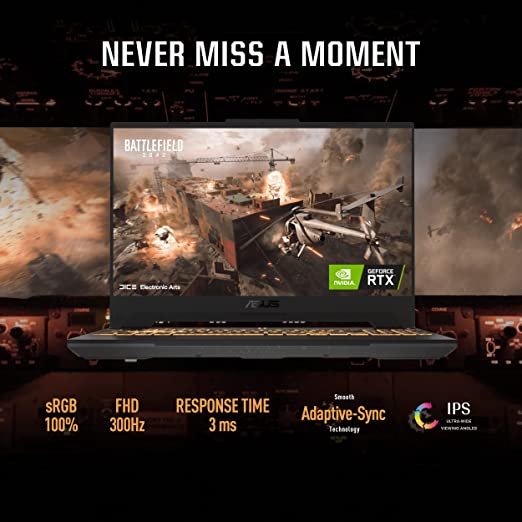 NEVER MISS A MOMENT
BATTLEFIELD
2042
DICE Electronic Arts
NVIDIA
GEFORCE
RTX
ASUS
sRGB
100%
FHD
300Hz
RESPONSE TIME
3 ms
Smooth
Adaptive-Sync
Technology
IPS
ULTRA-WIDE
VIEWING ANGLES